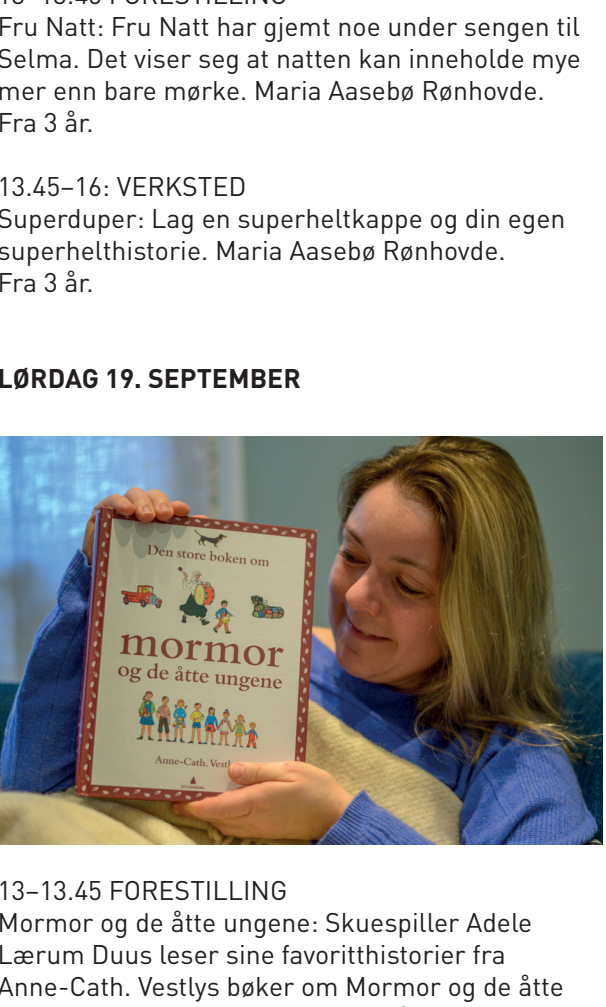 Fru Natt: Fru Natt har gjemt noe under sengen til
Selma. Det viser seg at natten kan inneholde mye
mer enn bare mørke. Maria Aasebø Rønhovde.
Fra 3 år.
13.45–16: VERKSTED
Superduper: Lag en superheltkappe og din egen
superhelthistorie. Maria Aasebø Rønhovde.
Fra 3 år.
LØRDAG 19. SEPTEMBER
Den store boken om
mormor
og de åtte ungene
Anne-Cath.
13–13.45 FORESTILLING
Mormor og de åtte ungene: Skuespiller Adele
Lærum Duus leser sine favoritthistorier fra
Anne-Cath. Vestlys bøker om Mormor og de åtte